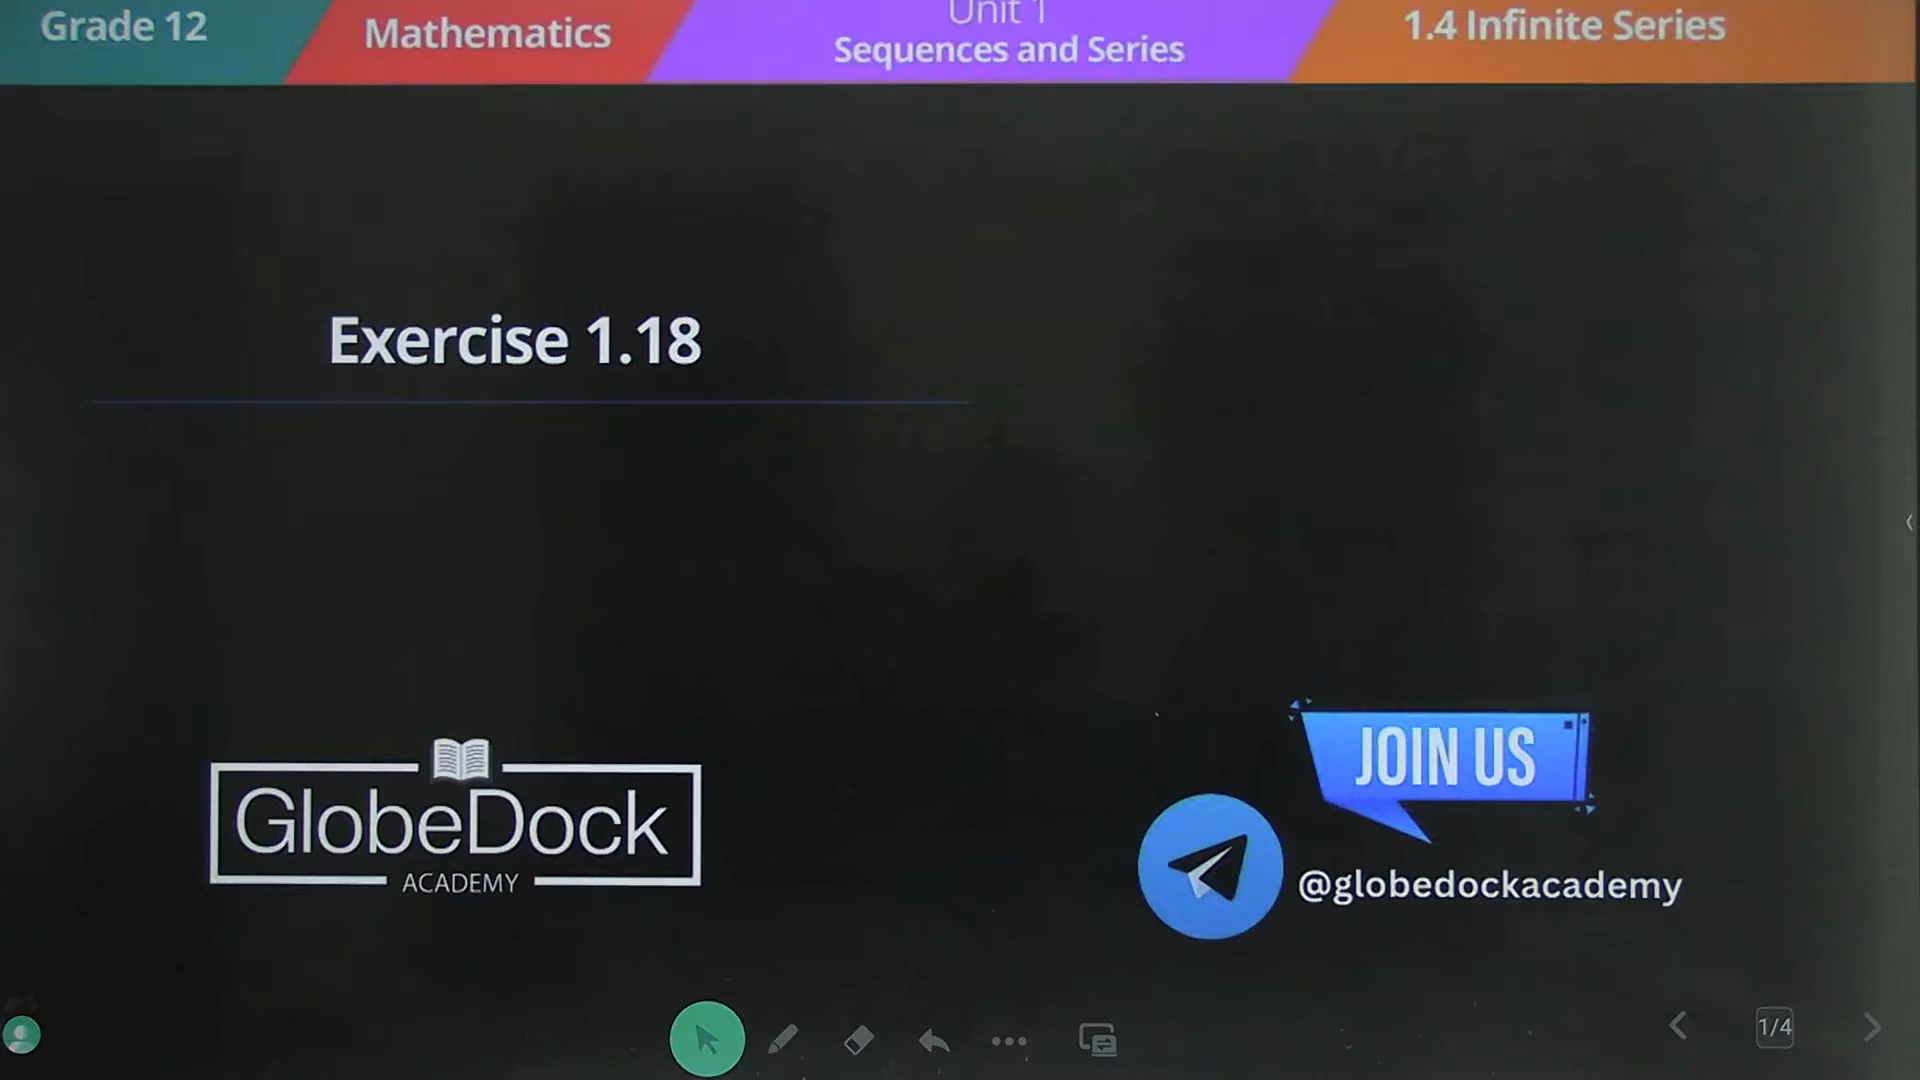 Grade 12
Mathematics
Unit 1
Sequences and Series
1.4 Infinite Series
Exercise 1.18
GlobeDock
ACADEMY
JOIN US
@globedockacademy
1/4